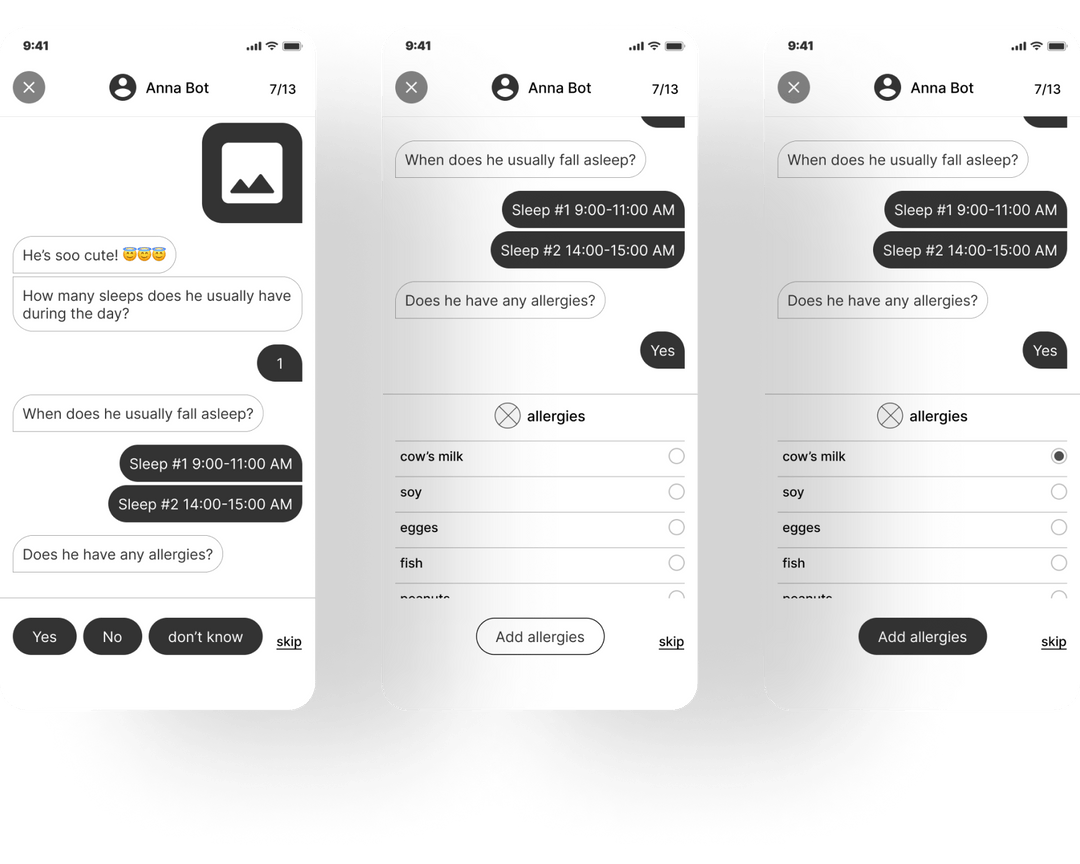 9:41
Anna Bot
7/13
He’s soo cute! 😇😇😇
How many sleeps does he usually have
during the day?
1
When does he usually fall asleep?
Sleep #1 9:00-11:00 AM
Sleep #2 14:00-15:00 AM
Does he have any allergies?
Yes
No
don’t know
skip
9:41
Anna Bot
7/13
When does he usually fall asleep?
Sleep #1 9:00-11:00 AM
Sleep #2 14:00-15:00 AM
Does he have any allergies?
Yes
allergies
cow’s milk
soy
egges
fish
peanuts
Add allergies
skip
9:41
Anna Bot
7/13
When does he usually fall asleep?
Sleep #1 9:00-11:00 AM
Sleep #2 14:00-15:00 AM
Does he have any allergies?
Yes
allergies
cow’s milk
soy
egges
fish
peanuts
Add allergies
skip